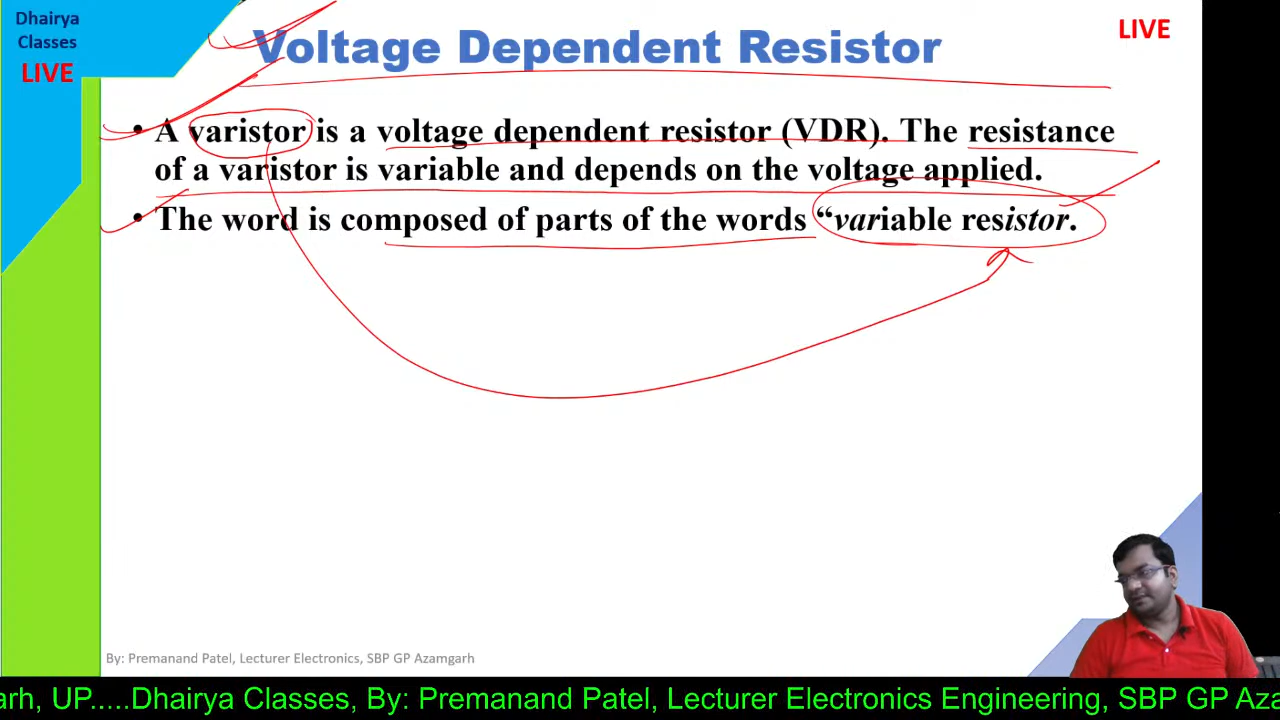 Dhairya
Classes
LIVE
Voltage Dependent Resistor
LIVE
• A varistor is a voltage dependent resistor (VDR). The resistance
of a varistor is variable and depends on the voltage applied.
• The word is composed of parts of the words “variable resistor.
By: Premanand Patel, Lecturer Electronics, SBP GP Azamgarh
arh, UP.....Dhairya Classes, By: Premanand Patel, Lecturer Electronics Engineering, SBP GP Aza